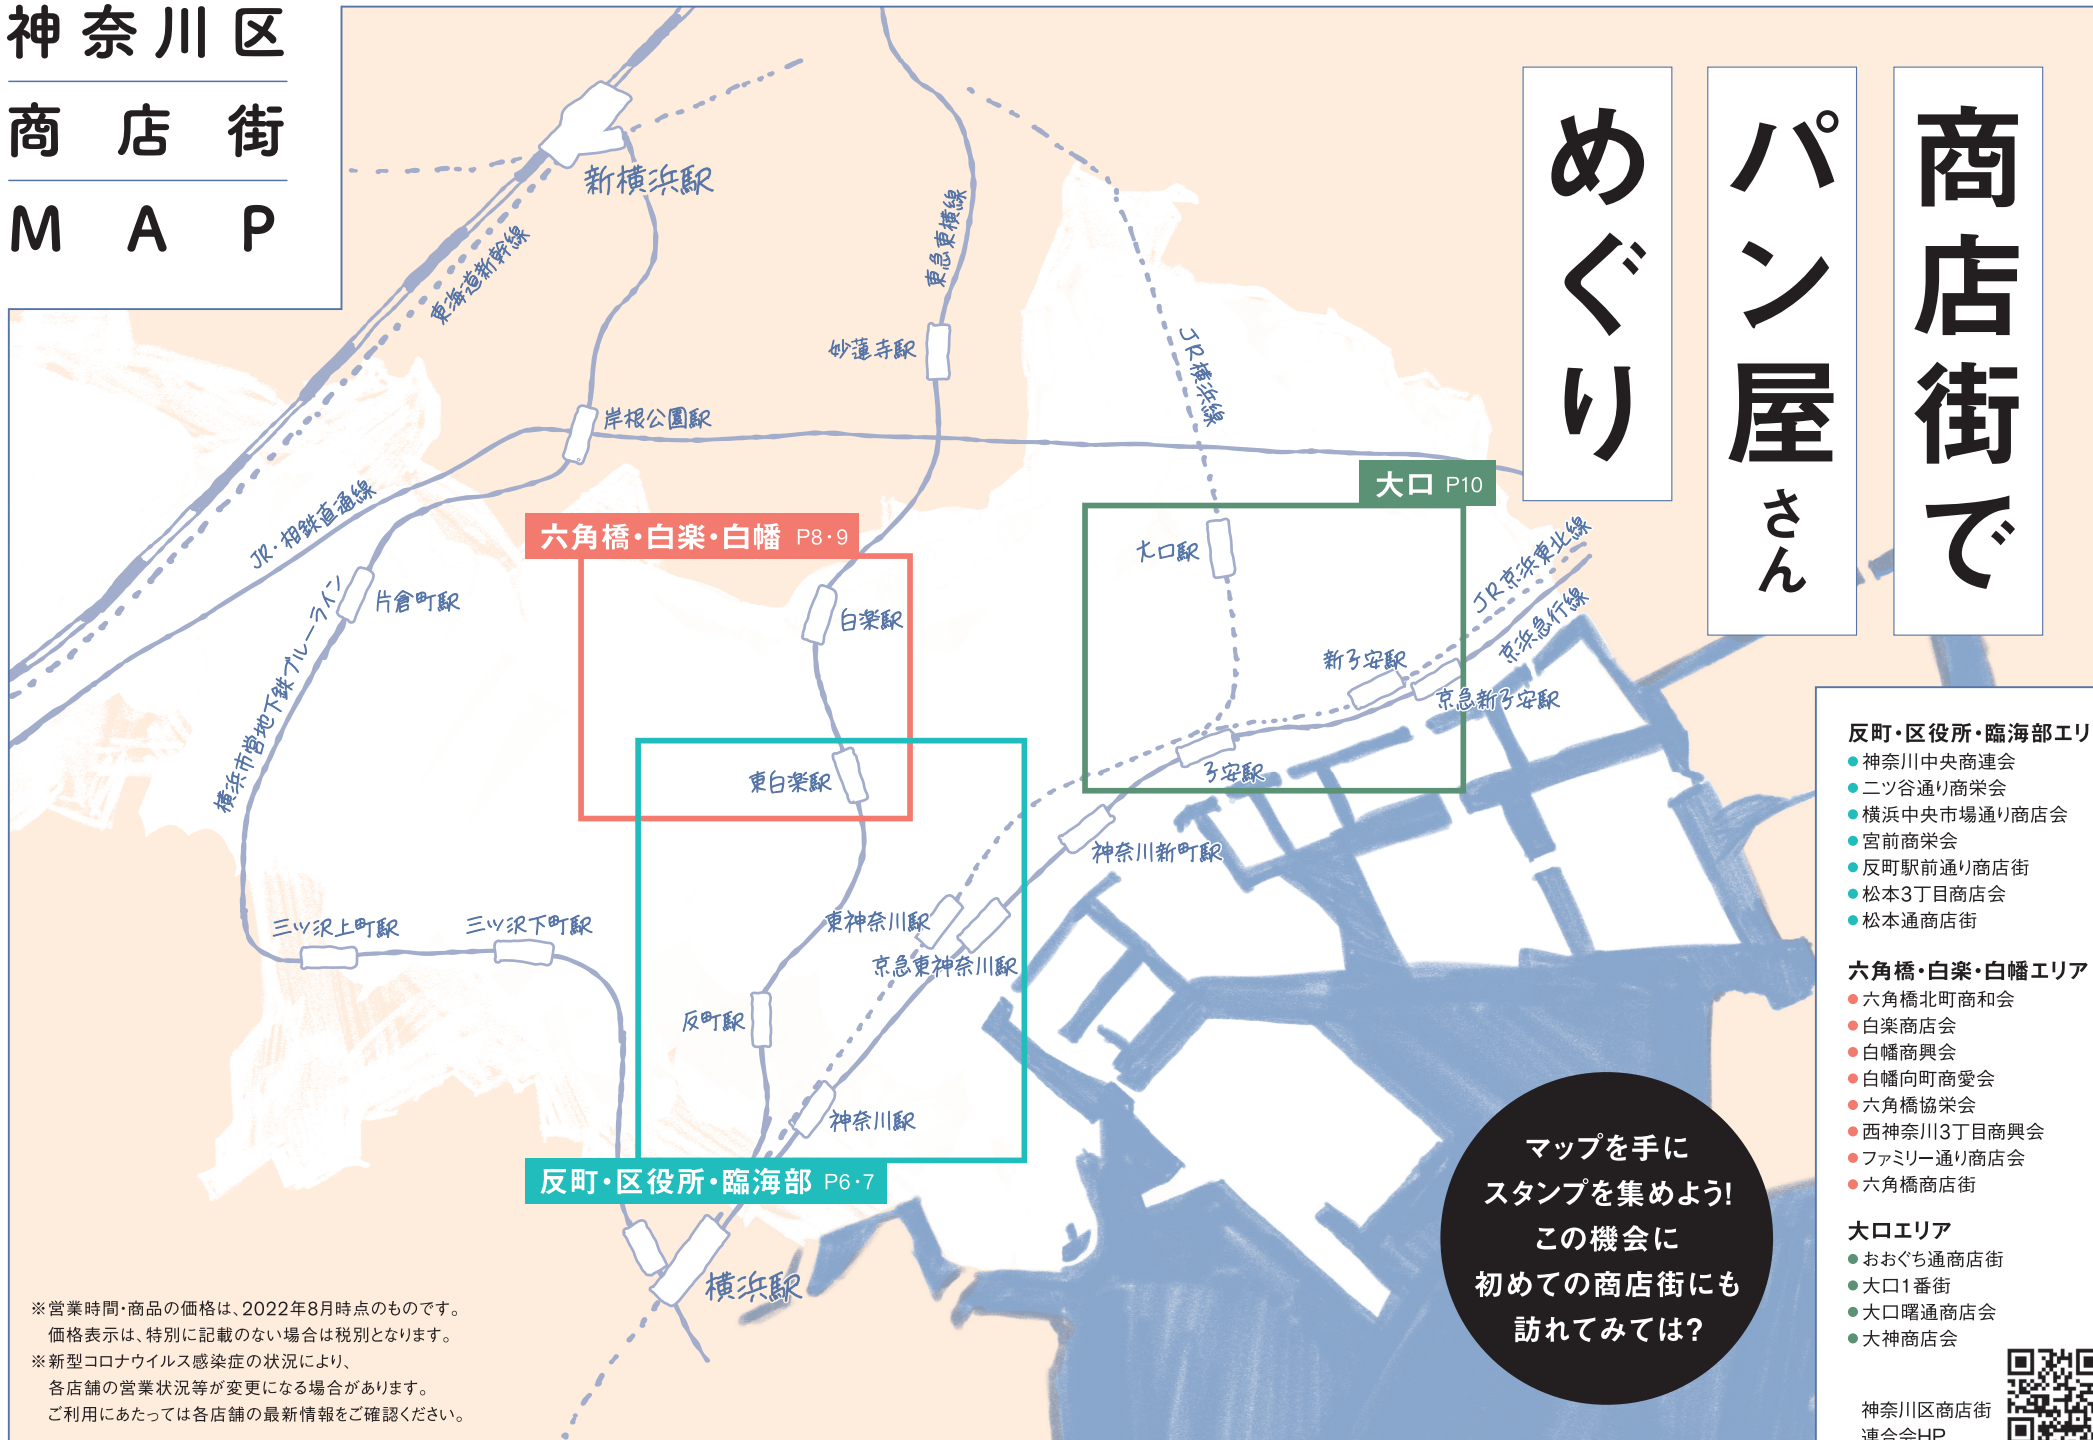 神奈川区
商店街
MAP
商店街で
パン屋さん
めぐり
新横浜駅
東海道新幹線
東急東横線
妙蓮寺駅
JR横浜線
岸根公園駅
JR・相鉄直通線
大口 P10
六角橋・白楽・白幡 P8・9
大口駅
片倉町駅
白楽駅
JR京浜東北線
京浜急行線
新子安駅
京急新子安駅
横浜市営地下鉄ブルーライン
東白楽駅
子安駅
神奈川新町駅
三ツ沢上町駅
三ツ沢下町駅
東神奈川駅
京急東神奈川駅
反町駅
神奈川駅
反町・区役所・臨海部 P6・7
横浜駅
マップを手に
スタンプを集めよう!
この機会に
初めての商店街にも
訪れてみては?
※営業時間・商品の価格は、2022年8月時点のものです。
価格表示は、特別に記載のない場合は税別となります。
※新型コロナウイルス感染症の状況により、
各店舗の営業状況等が変更になる場合があります。
ご利用にあたっては各店舗の最新情報をご確認ください。
反町・区役所・臨海部エリ
●神奈川中央商連会
●二ツ谷通り商栄会
●横浜中央市場通り商店会
●宮前商栄会
●反町駅前通り商店街
●松本3丁目商店会
●松本通商店街
六角橋・白楽・白幡エリア
●六角橋北町商和会
●白楽商店会
●白幡商興会
●白幡向町商愛会
●六角橋協栄会
●西神奈川3丁目商興会
●ファミリー通り商店会
●六角橋商店街
大口エリア
●おおぐち通商店街
●大口1番街
●大口曙通商店会
●大神商店会
神奈川区商店街
連合会HP